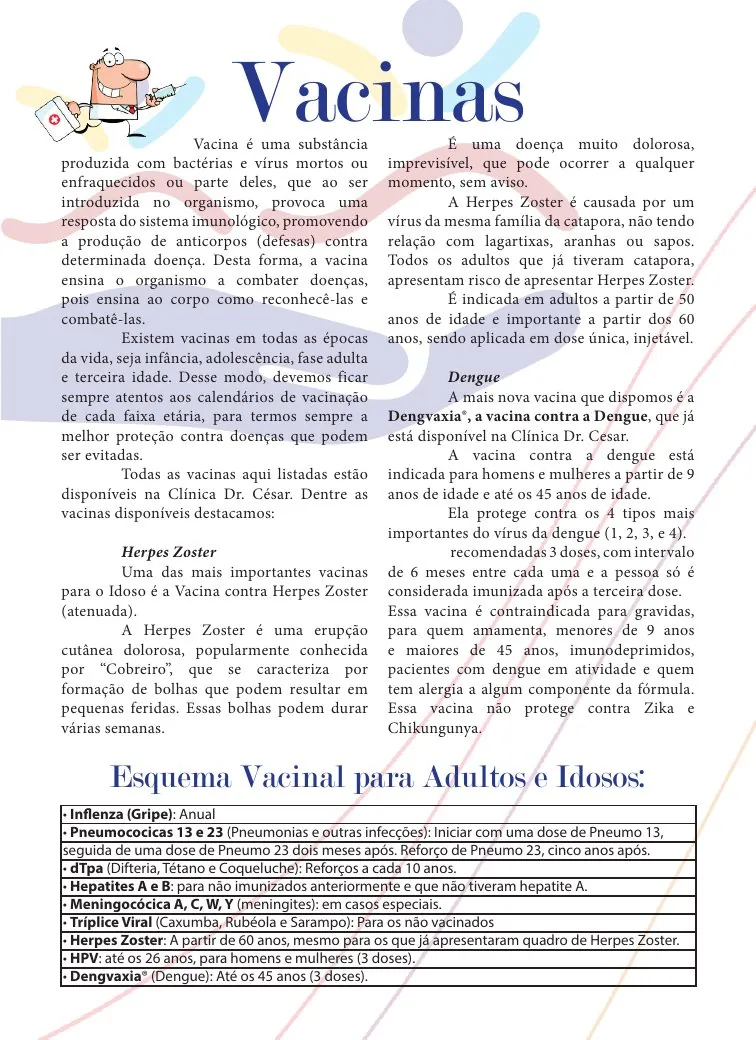 Vacinas
Vacina é uma substância
produzida com bactérias e vírus mortos ou
enfraquecidos ou parte deles, que ao ser
introduzida no organismo, provoca uma
resposta do sistema imunológico, promovendo
a produção de anticorpos (defesas) contra
determinada doença. Desta forma, a vacina
ensina o organismo a combater doenças,
pois ensina ao corpo como reconhecê-las e
combatê-las.
Existem vacinas em todas as épocas
da vida, seja infância, adolescência, fase adulta
e terceira idade. Desse modo, devemos ficar
sempre atentos aos calendários de vacinação
de cada faixa etária, para termos sempre a
melhor proteção contra doenças que podem
ser evitadas.
Todas as vacinas aqui listadas estão
disponíveis na Clínica Dr. César. Dentre as
vacinas disponíveis destacamos:
Herpes Zoster
Uma das mais importantes vacinas
para o Idoso é a Vacina contra Herpes Zoster
(atenuada).
A Herpes Zoster é uma erupção
cutânea dolorosa, popularmente conhecida
por “Cobreiro”, que se caracteriza por
formação de bolhas que podem resultar em
pequenas feridas. Essas bolhas podem durar
várias semanas.
É uma doença muito dolorosa,
imprevisível, que pode ocorrer a qualquer
momento, sem aviso.
A Herpes Zoster é causada por um
vírus da mesma família da catapora, não tendo
relação com lagartixas, aranhas ou sapos.
Todos os adultos que já tiveram catapora,
apresentam risco de apresentar Herpes Zoster.
É indicada em adultos a partir de 50
anos de idade e importante a partir dos 60
anos, sendo aplicada em dose única, injetável.
Dengue
A mais nova vacina que dispomos é a
Dengvaxia®, a vacina contra a Dengue, que já
está disponível na Clínica Dr. Cesar.
A vacina contra a dengue está
indicada para homens e mulheres a partir de 9
anos de idade e até os 45 anos de idade.
Ela protege contra os 4 tipos mais
importantes do vírus da dengue (1, 2, 3, e 4).
recomendadas 3 doses, com intervalo
de 6 meses entre cada uma e a pessoa só é
considerada imunizada após a terceira dose.
Essa vacina é contraindicada para gravidas,
para quem amamenta, menores de 9 anos
e maiores de 45 anos, imunodeprimidos,
pacientes com dengue em atividade e quem
tem alergia a algum componente da fórmula.
Essa vacina não protege contra Zika e
Chikungunya.
Esquema Vacinal para Adultos e Idosos:
• Inflenza (Gripe): Anual
• Pneumococicas 13 e 23 (Pneumonias e outras infecções): Iniciar com uma dose de Pneumo 13,
seguida de uma dose de Pneumo 23 dois meses após. Reforço de Pneumo 23, cinco anos após.
• dTpa (Difteria, Tétano e Coqueluche): Reforços a cada 10 anos.
• Hepatites A e B: para não imunizados anteriormente e que não tiveram hepatite A.
• Meningocócica A, C, W, Y (meningites): em casos especiais.
• Tríplice Viral (Caxumba, Rubéola e Sarampo): Para os não vacinados
• Herpes Zoster: A partir de 60 anos, mesmo para os que já apresentaram quadro de Herpes Zoster.
• HPV: até os 26 anos, para homens e mulheres (3 doses).
• Dengvaxia® (Dengue): Até os 45 anos (3 doses).